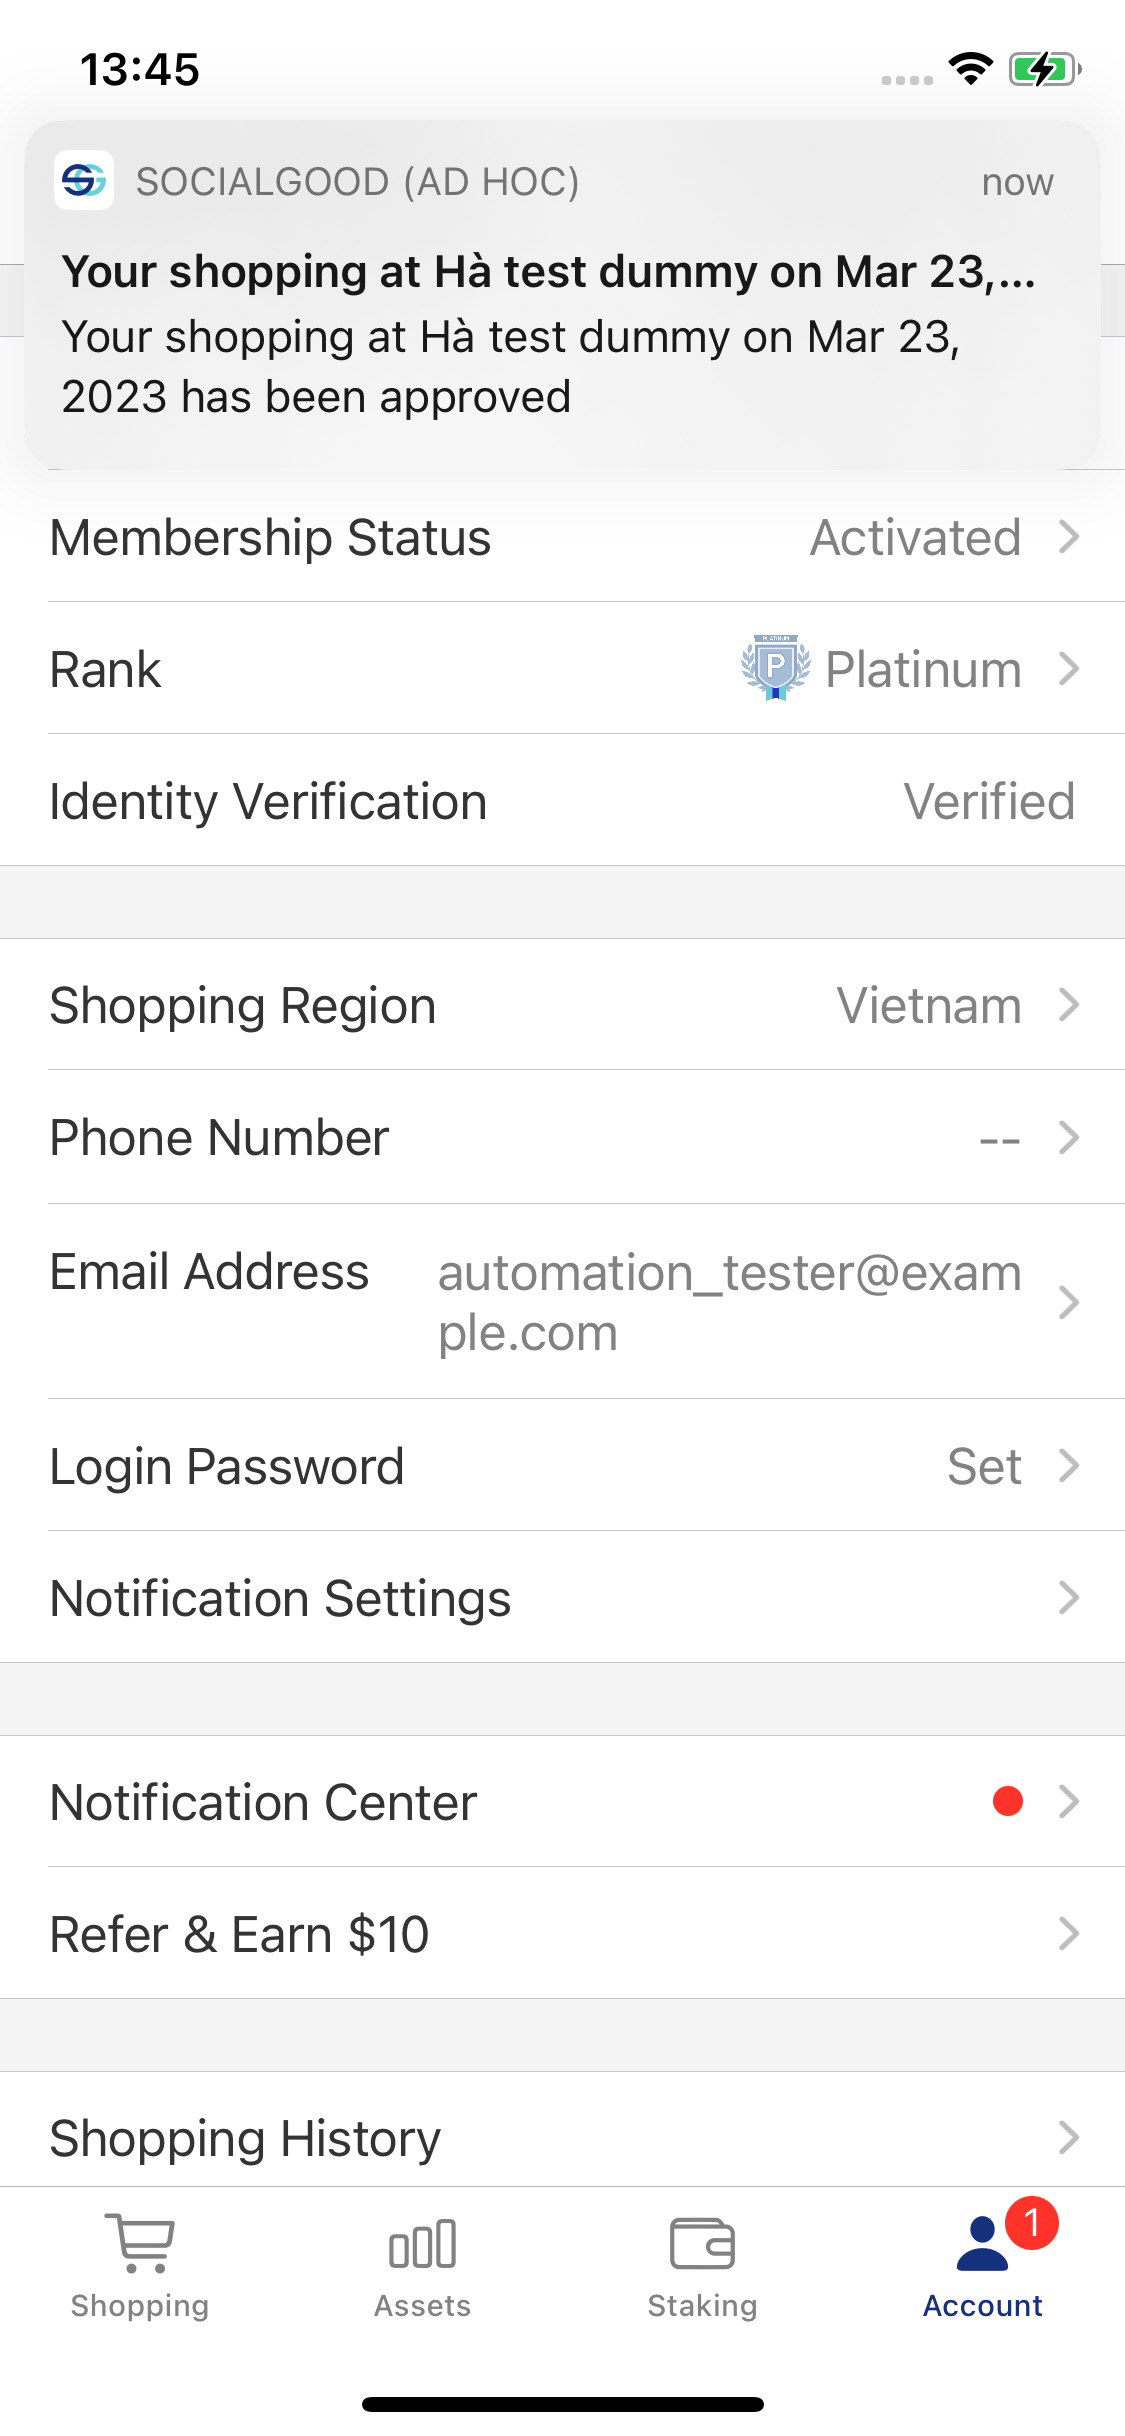 13:45
SOCIALGOOD (AD HOC) now
Your shopping at Hà test dummy on Mar 23,...
Your shopping at Hà test dummy on Mar 23,
2023 has been approved
Membership Status Activated
Rank PLATINUM P Platinum
Identity Verification Verified
Shopping Region Vietnam
Phone Number --
Email Address automation_tester@exam
ple.com
Login Password Set
Notification Settings
Notification Center
Refer & Earn $10
Shopping History
1
Shopping Assets Staking Account